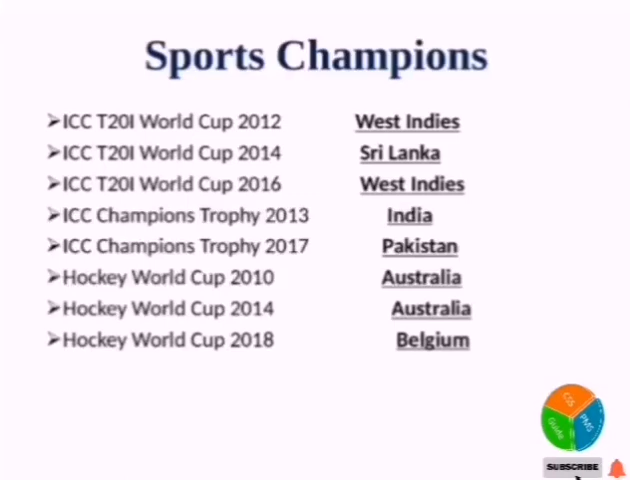 Sports Champions
➢ICC T20I World Cup 2012 West Indies
➢ICC T20I World Cup 2014 Sri Lanka
➢ICC T20I World Cup 2016 West Indies
➢ICC Champions Trophy 2013 India
➢ICC Champions Trophy 2017 Pakistan
➢Hockey World Cup 2010 Australia
➢Hockey World Cup 2014 Australia
➢Hockey World Cup 2018 Belgium
CSS
PMS
Guide
SUBSCRIBE